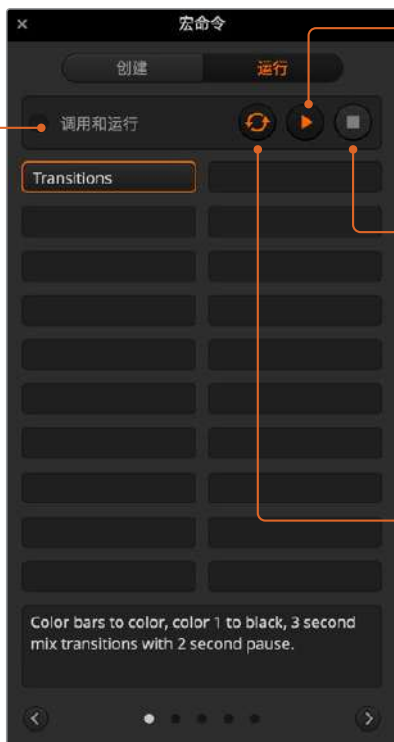 宏命令
创建
运行
调用和运行
Transitions
Color bars to color, color 1 to black, 3 second
mix transitions with 2 second pause.